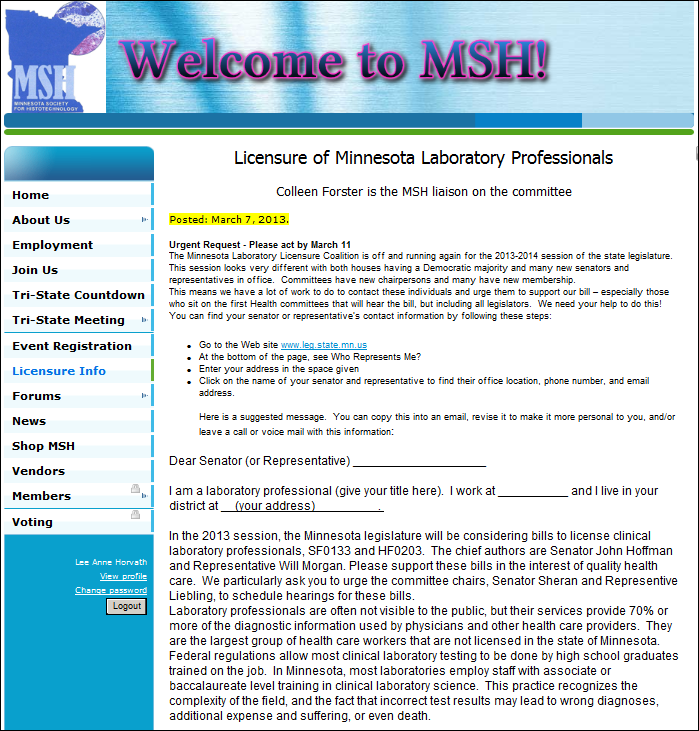 MSH
MINNESOTA SOCIETY
FOR HISTOTECHNOLOGY
Welcome to MSH!
Home
About Us
Employment
Join Us
Tri-State Countdown
Tri-State Meeting
Event Registration
Licensure Info
Forums
News
Shop MSH
Vendors
Members
Voting
Lee Anne Horvath
View profile
Change password
Logout
Licensure of Minnesota Laboratory Professionals
Colleen Forster is the MSH liaison on the committee
Posted: March 7, 2013.
Urgent Request - Please act by March 11
The Minnesota Laboratory Licensure Coalition is off and running again for the 2013-2014 session of the state legislature.
This session looks very different with both houses having a Democratic majority and many new senators and
representatives in office.  Committees have new chairpersons and many have new membership.
This means we have a lot of work to do to contact these individuals and urge them to support our bill – especially those
who sit on the first Health committees that will hear the bill, but including all legislators.  We need your help to do this!
You can find your senator or representative's contact information by following these steps:
• Go to the Web site www.leg.state.mn.us
• At the bottom of the page, see Who Represents Me?
• Enter your address in the space given
• Click on the name of your senator and representative to find their office location, phone number, and email
address.
Here is a suggested message.  You can copy this into an email, revise it to make it more personal to you, and/or
leave a call or voice mail with this information:
Dear Senator (or Representative) ____________________
I am a laboratory professional (give your title here).  I work at __________ and I live in your
district at __(your address)_________.
In the 2013 session, the Minnesota legislature will be considering bills to license clinical
laboratory professionals, SF0133 and HF0203.  The chief authors are Senator John Hoffman
and Representative Will Morgan. Please support these bills in the interest of quality health
care.  We particularly ask you to urge the committee chairs, Senator Sheran and Representive
Liebling, to schedule hearings for these bills.
Laboratory professionals are often not visible to the public, but their services provide 70% or
more of the diagnostic information used by physicians and other health care providers.  They
are the largest group of health care workers that are not licensed in the state of Minnesota.
Federal regulations allow most clinical laboratory testing to be done by high school graduates
trained on the job.  In Minnesota, most laboratories employ staff with associate or
baccalaureate level training in clinical laboratory science.  This practice recognizes the
complexity of the field, and the fact that incorrect test results may lead to wrong diagnoses,
additional expense and suffering, or even death.